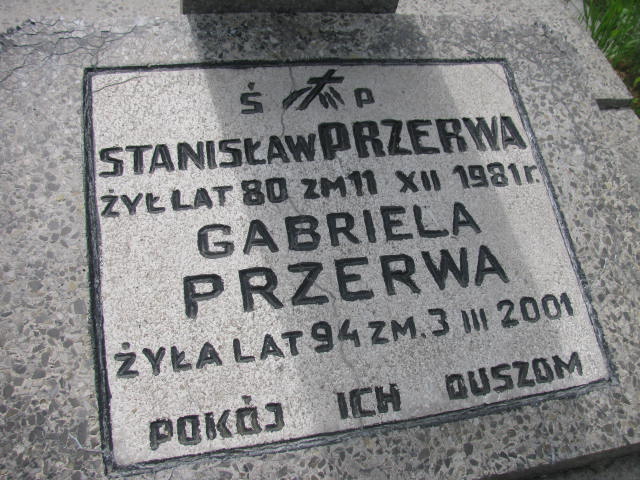 Ś P
STANISŁAW PRZERWA
ŻYŁ LAT 80 ZM 11 XII 1981 r.
GABRIELA
PRZERWA
ŻYŁA LAT 94 ZM. 3 III 2001
POKÓJ ICH DUSZOM